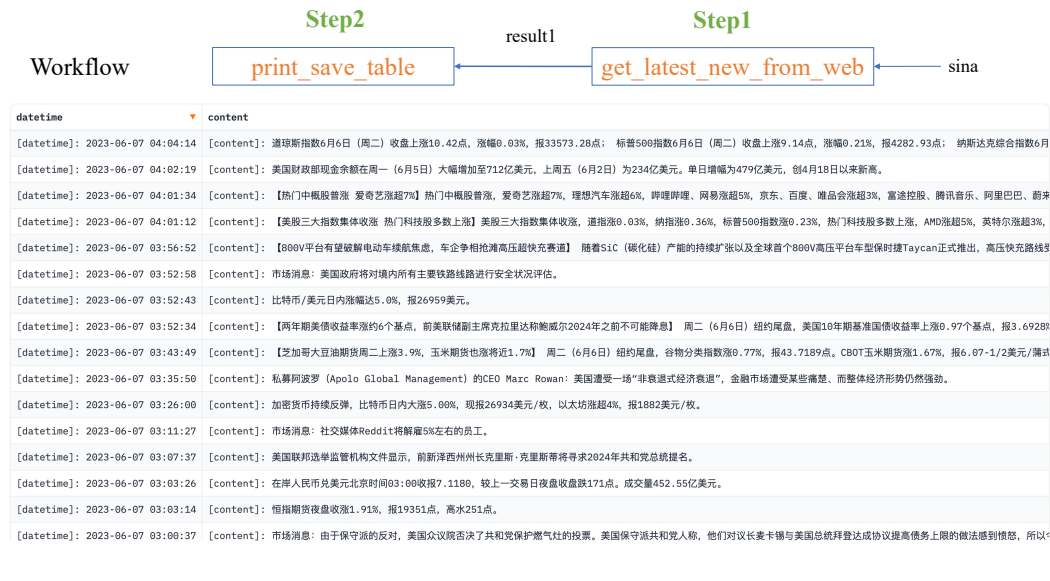 Step2
Step1
result1
Workflow
print_save_table
get_latest_new_from_web
sina
datetime ▼ content
[datetime]: 2023-06-07 04:04:14 [content]: 道琼斯指数6月6日（周二）收盘上涨10.42点，涨幅0.03%，报33573.28点； 标普500指数6月6日（周二）收盘上涨9.14点，涨幅0.21%，报4282.93点； 纳斯达克综合指数6月
[datetime]: 2023-06-07 04:02:19 [content]: 美国财政部现金余额在周一（6月5日）大幅增加至712亿美元，上周五（6月2日）为234亿美元。单日增幅为479亿美元，创4月18日以来新高。
[datetime]: 2023-06-07 04:01:34 [content]: 【热门中概股普涨 爱奇艺涨超7%】热门中概股普涨，爱奇艺涨超7%，理想汽车涨超6%，哔哩哔哩、网易涨超5%，京东、百度、唯品会涨超3%，富途控股、腾讯音乐、阿里巴巴、蔚来
[datetime]: 2023-06-07 04:01:12 [content]: 【美股三大指数集体收涨 热门科技股多数上涨】美股三大指数集体收涨，道指涨0.03%，纳指涨0.36%，标普500指数涨0.23%，热门科技股多数上涨，AMD涨超5%，英特尔涨超3%，
[datetime]: 2023-06-07 03:56:52 [content]: 【800V平台有望破解电动车续航焦虑，车企争相抢滩高压超快充赛道】 随着SiC（碳化硅）产能的持续扩张以及全球首个800V高压平台车型保时捷Taycan正式推出，高压快充路线受
[datetime]: 2023-06-07 03:52:58 [content]: 市场消息：美国政府将对境内所有主要铁路线路进行安全状况评估。
[datetime]: 2023-06-07 03:52:43 [content]: 比特币/美元日内涨幅达5.0%，报26959美元。
[datetime]: 2023-06-07 03:52:34 [content]: 【两年期美债收益率涨约6个基点，前美联储副主席克拉里达称鲍威尔2024年之前不可能降息】 周二（6月6日）纽约尾盘，美国10年期基准国债收益率上涨0.97个基点，报3.6928%
[datetime]: 2023-06-07 03:43:49 [content]: 【芝加哥大豆油期货周二上涨3.9%，玉米期货也涨将近1.7%】 周二（6月6日）纽约尾盘，谷物分类指数涨0.77%，报43.7189点。CBOT玉米期货涨1.67%，报6.07-1/2美元/蒲式
[datetime]: 2023-06-07 03:35:50 [content]: 私募阿波罗（Apolo Global Management）的CEO Marc Rowan：美国遭受一场“非衰退式经济衰退”，金融市场遭受某些痛楚、而整体经济形势仍然强劲。
[datetime]: 2023-06-07 03:26:00 [content]: 加密货币持续反弹，比特币日内大涨5.00%，现报26934美元/枚，以太坊涨超4%，报1882美元/枚。
[datetime]: 2023-06-07 03:11:27 [content]: 市场消息：社交媒体Reddit将解雇5%左右的员工。
[datetime]: 2023-06-07 03:07:37 [content]: 美国联邦选举监管机构文件显示，前新泽西州州长克里斯·克里斯蒂将寻求2024年共和党总统提名。
[datetime]: 2023-06-07 03:03:26 [content]: 在岸人民币兑美元北京时间03:00收报7.1180，较上一交易日夜盘收盘跌171点。成交量452.55亿美元。
[datetime]: 2023-06-07 03:03:14 [content]: 恒指期货夜盘收涨1.91%，报19351点，高水251点。
[datetime]: 2023-06-07 03:00:37 [content]: 市场消息：由于保守派的反对，美国众议院否决了共和党保护燃气灶的投票。美国保守派共和党人称，他们对议长麦卡锡与美国总统拜登达成协议提高债务上限的做法感到愤怒，所以